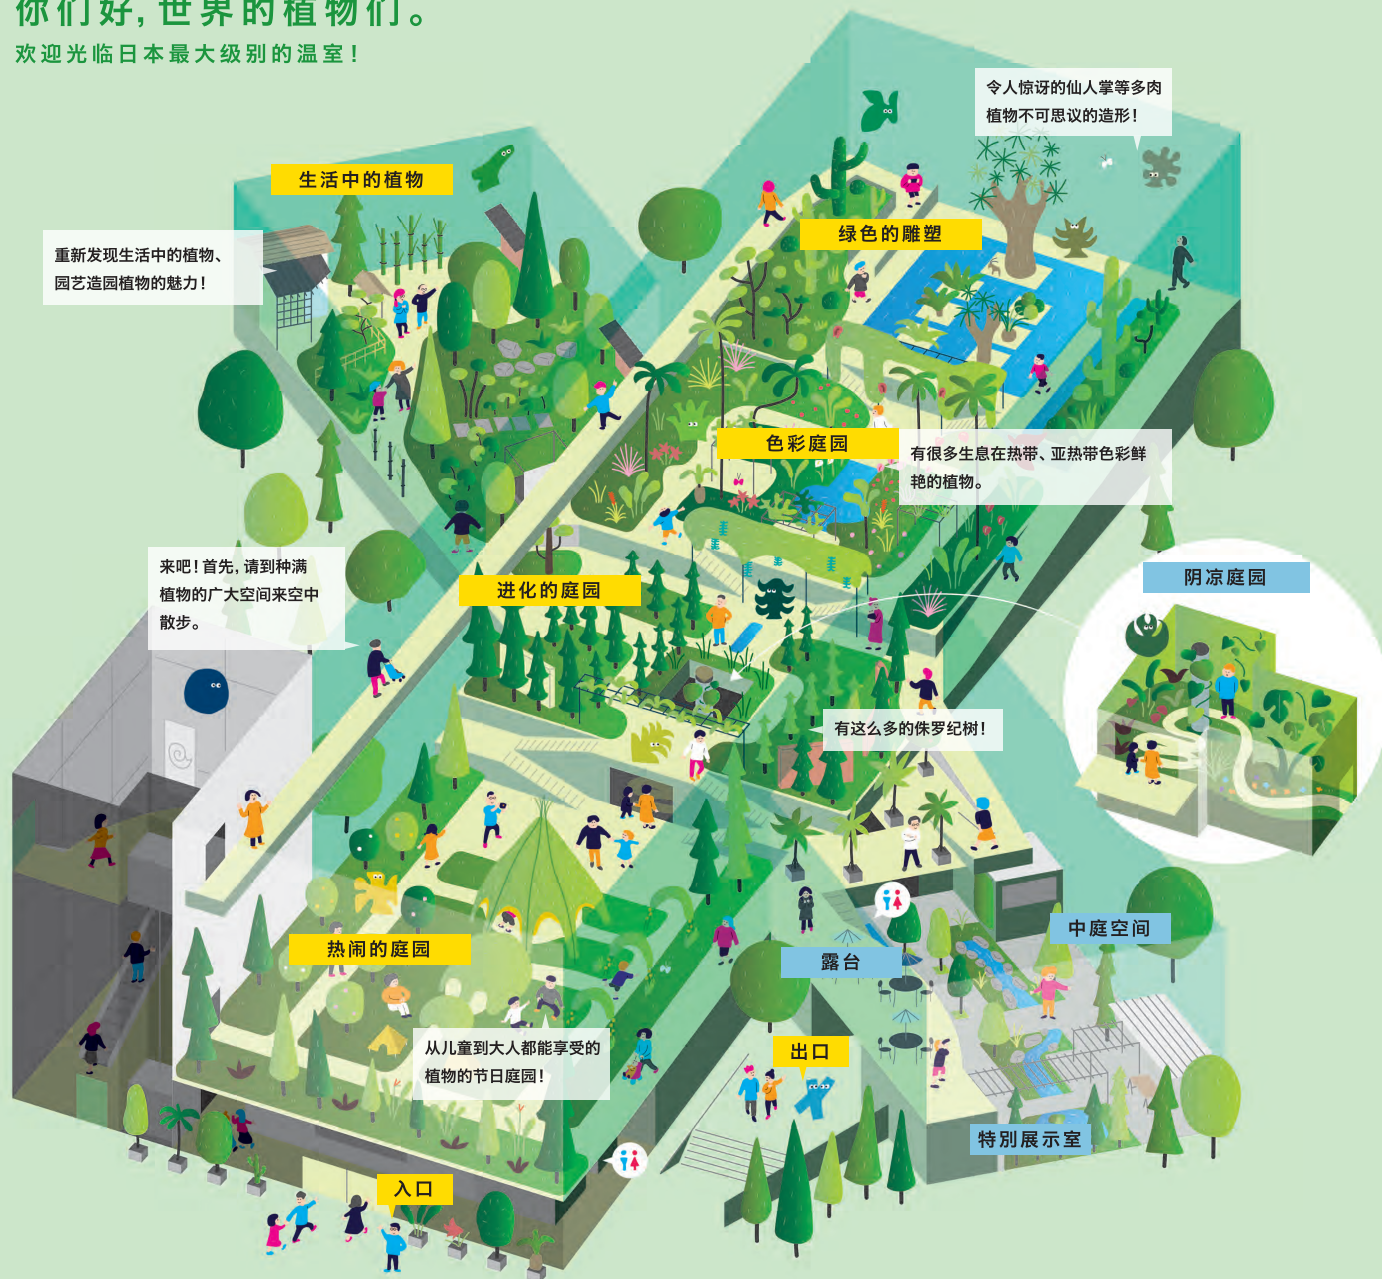 你们好，世界的植物们。
欢迎光临日本最大级别的温室！
令人惊讶的仙人掌等多肉
植物不可思议的造形！
生活中的植物
绿色的雕塑
重新发现生活中的植物、
园艺造园植物的魅力！
色彩庭园
有很多生息在热带、亚热带色彩鲜
艳的植物。
来吧！首先，请到种满
植物的广大空间来空中
散步。
进化的庭园
阴凉庭园
有这么多的侏罗纪树！
热闹的庭园
中庭空间
露台
从儿童到大人都能享受的
植物的节日庭园！
出口
特別展示室
入口